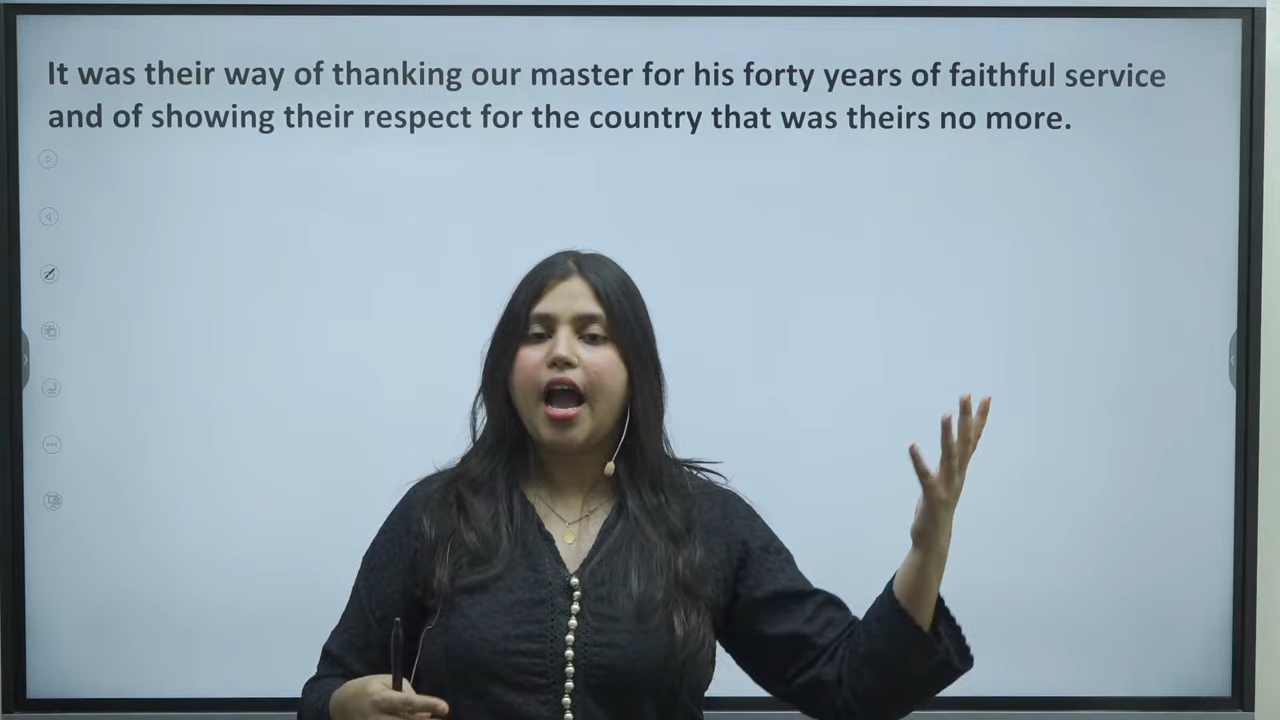 It was their way of thanking our master for his forty years of faithful service
and of showing their respect for the country that was theirs no more.